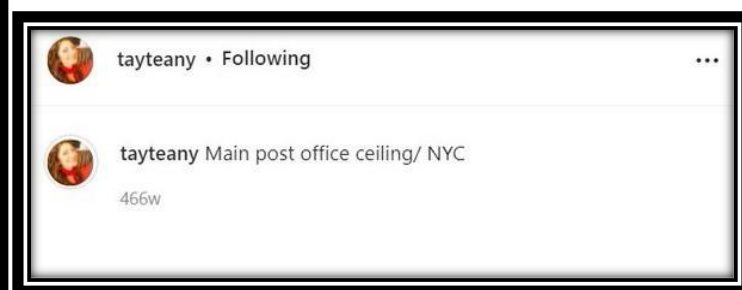 tayteany • Following
tayteany Main post office ceiling/ NYC
466w